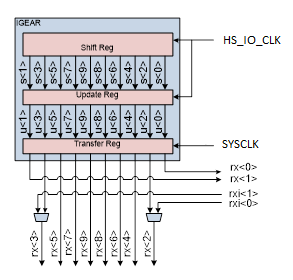 IGEAR
Shift Reg
HS_IO_CLK
s<1> s<3> s<5> s<7> s<9> s<8> s<6> s<4> s<2> s<0>
Update Reg
u<1> u<3> u<5> u<7> u<9> u<8> u<6> u<4> u<2> u<0>
Transfer Reg
SYSCLK
rx<0>
rx<1>
rxi<1>
rxi<0>
rx<3> rx<5> rx<7> rx<9> rx<8> rx<6> rx<4> rx<2>